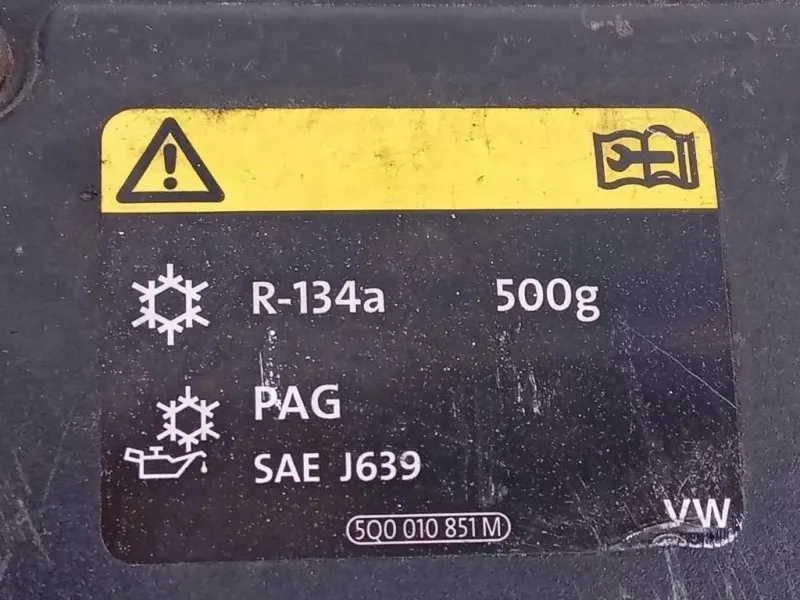 R-134a 500g
PAG
SAE J639
VW
5Q0 010 851 M